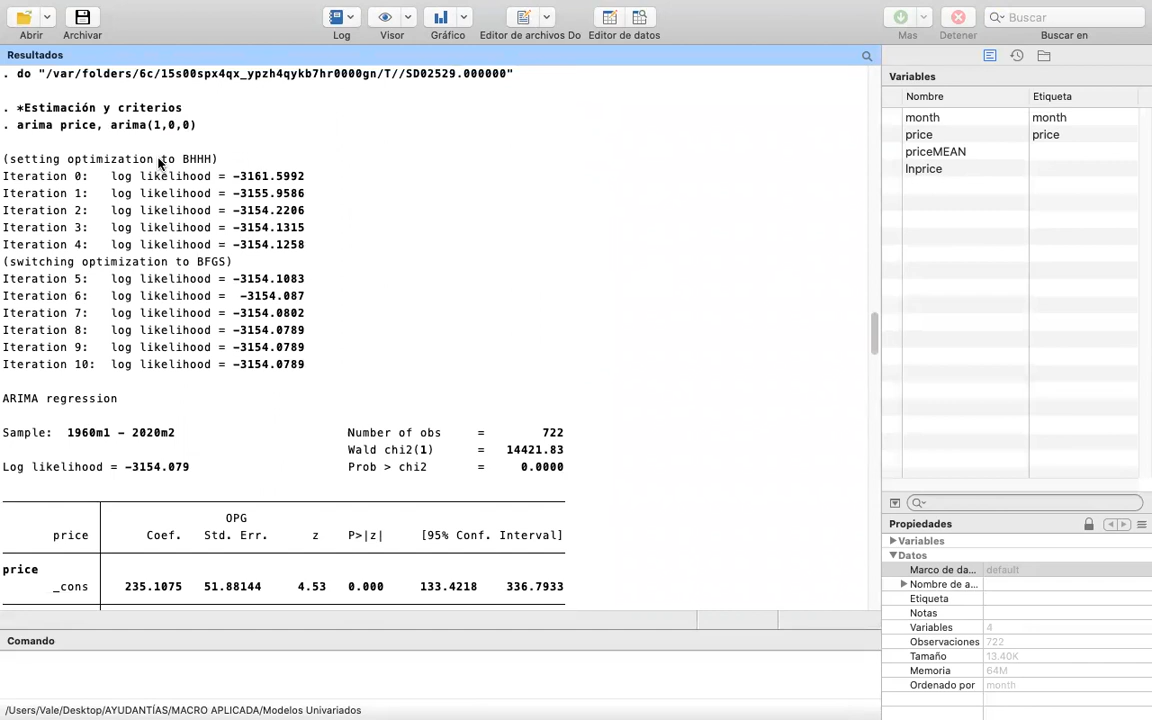 Abrir
Archivar
Log
Visor
Gráfico
Editor de archivos Do
Editor de datos
Mas
Detener
Buscar
Buscar en
Resultados
. do "/var/folders/6c/15s00spx4qx_ypzh4qykb7hr0000gn/T//SD02529.000000"
. *Estimación y criterios
. arima price, arima(1,0,0)
(setting optimization to BHHH)
Iteration 0:   log likelihood = -3161.5992
Iteration 1:   log likelihood = -3155.9586
Iteration 2:   log likelihood = -3154.2206
Iteration 3:   log likelihood = -3154.1315
Iteration 4:   log likelihood = -3154.1258
(switching optimization to BFGS)
Iteration 5:   log likelihood = -3154.1083
Iteration 6:   log likelihood =  -3154.087
Iteration 7:   log likelihood = -3154.0802
Iteration 8:   log likelihood = -3154.0789
Iteration 9:   log likelihood = -3154.0789
Iteration 10:  log likelihood = -3154.0789
ARIMA regression
Sample:  1960m1 - 2020m2   Number of obs   =   722
Wald chi2(1)   =   14421.83
Log likelihood = -3154.079   Prob > chi2   =   0.0000
OPG
price   Coef.   Std. Err.   z   P>|z|   [95% Conf. Interval]
price
_cons   235.1075   51.88144   4.53   0.000   133.4218   336.7933
Comando
/Users/Vale/Desktop/AYUDANTÍAS/MACRO APLICADA/Modelos Univariados
Variables
Nombre   Etiqueta
month   month
price   price
priceMEAN
lnprice
Propiedades
Variables
Datos
Marco de da...   default
Nombre de a...
Etiqueta
Notas
Variables   4
Observaciones   722
Tamaño   13.40K
Memoria   64M
Ordenado por   month